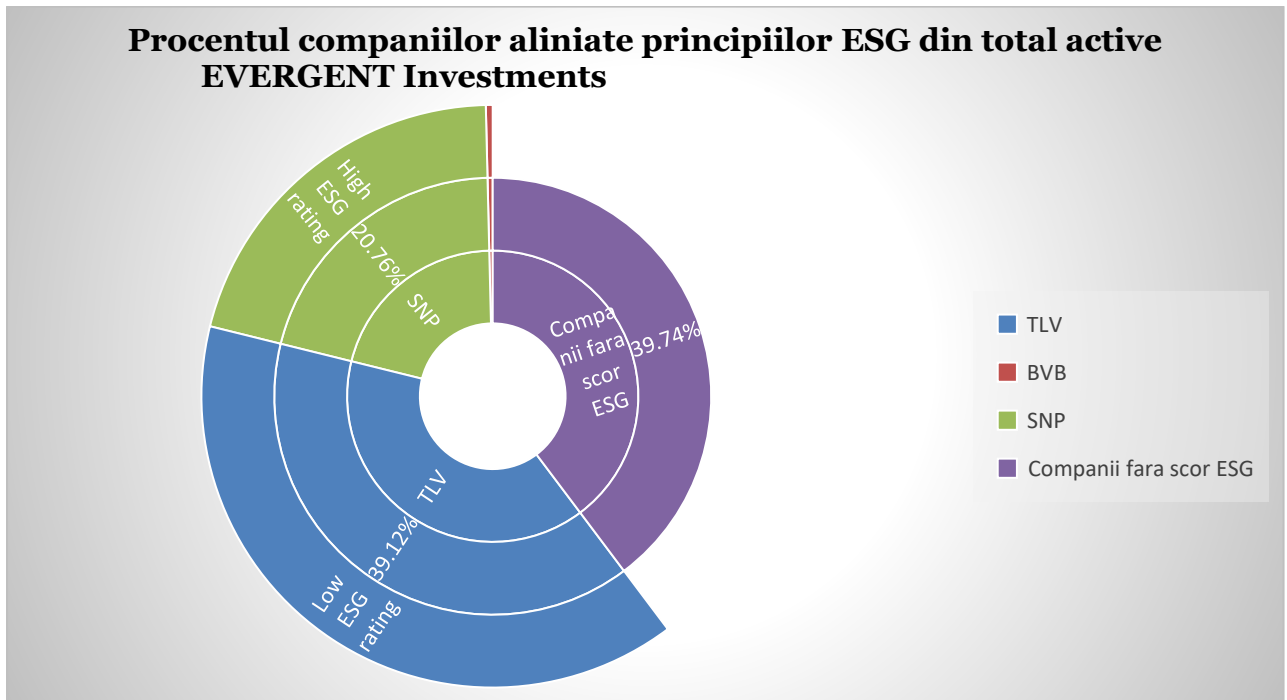 Procentul companiilor aliniate principiilor ESG din total active
EVERGENT Investments
High
ESG
rating
20.76%
SNP
Compa
nii fara
scor
ESG
39.74%
TLV
39.12%
Low
ESG
rating
TLV
BVB
SNP
Companii fara scor ESG